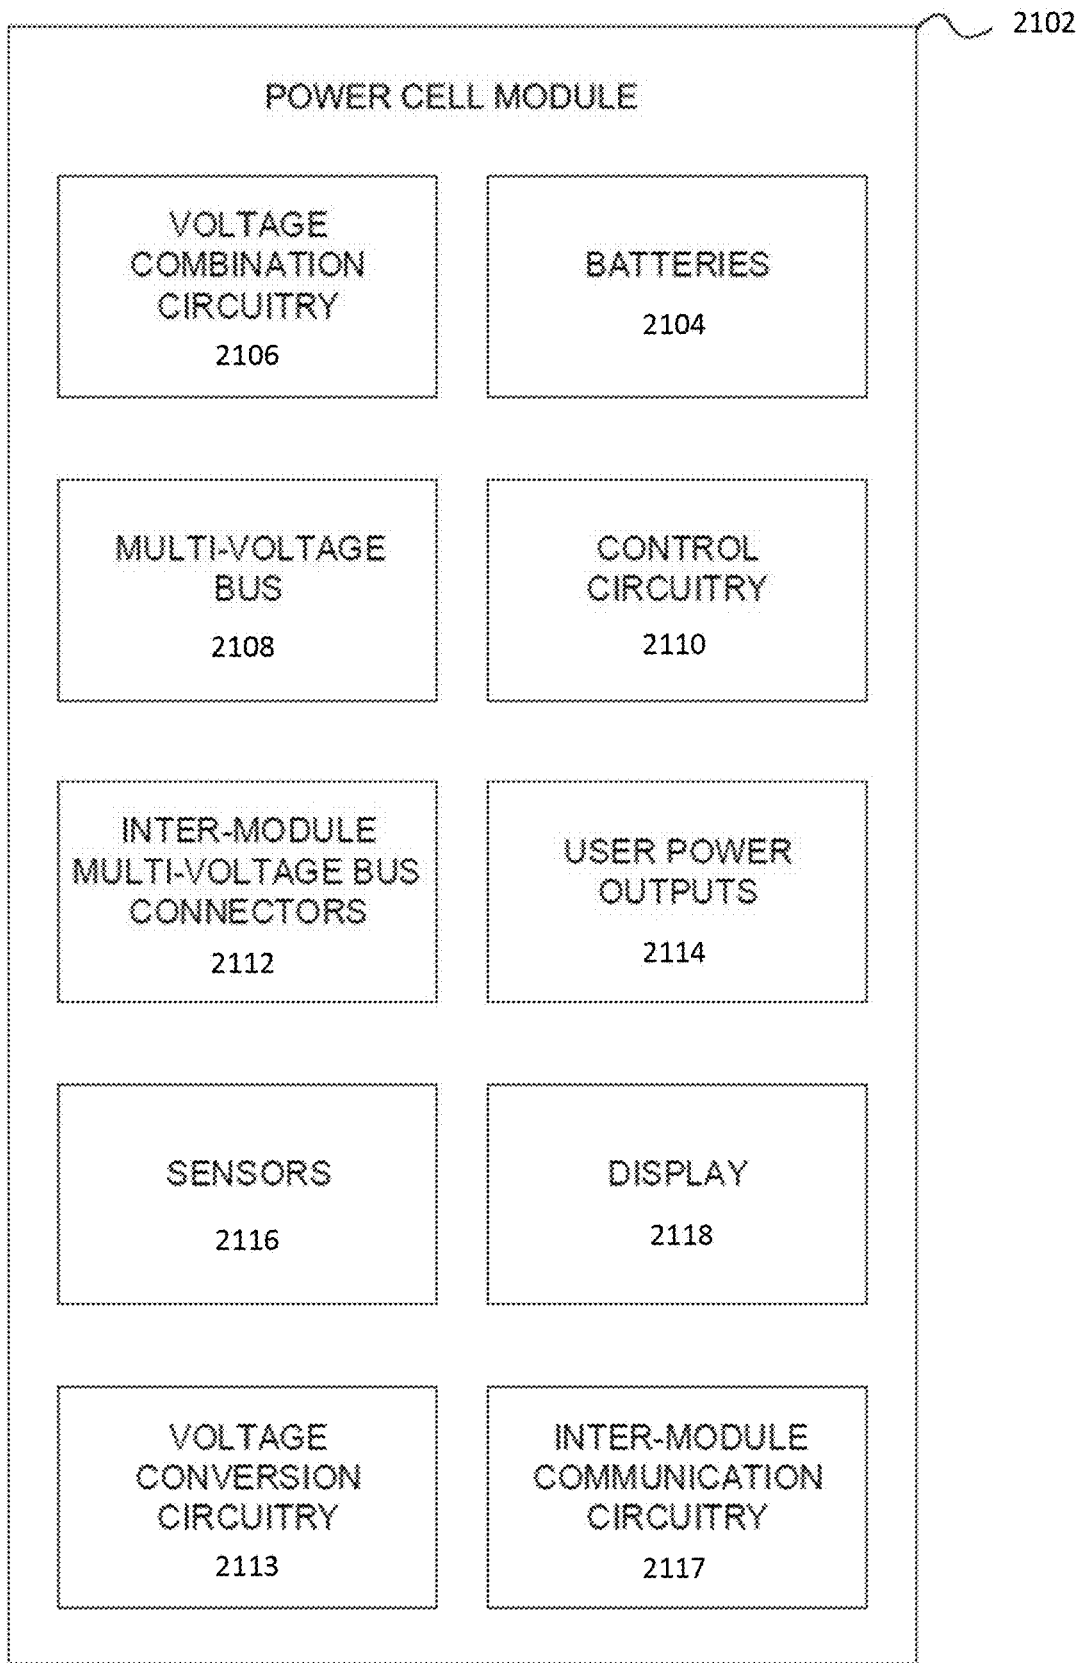 2102
POWER CELL MODULE
VOLTAGE
COMBINATION
CIRCUITRY
2106
BATTERIES
2104
MULTI-VOLTAGE
BUS
2108
CONTROL
CIRCUITRY
2110
INTER-MODULE
MULTI-VOLTAGE BUS
CONNECTORS
2112
USER POWER
OUTPUTS
2114
SENSORS
2116
DISPLAY
2118
VOLTAGE
CONVERSION
CIRCUITRY
2113
INTER-MODULE
COMMUNICATION
CIRCUITRY
2117